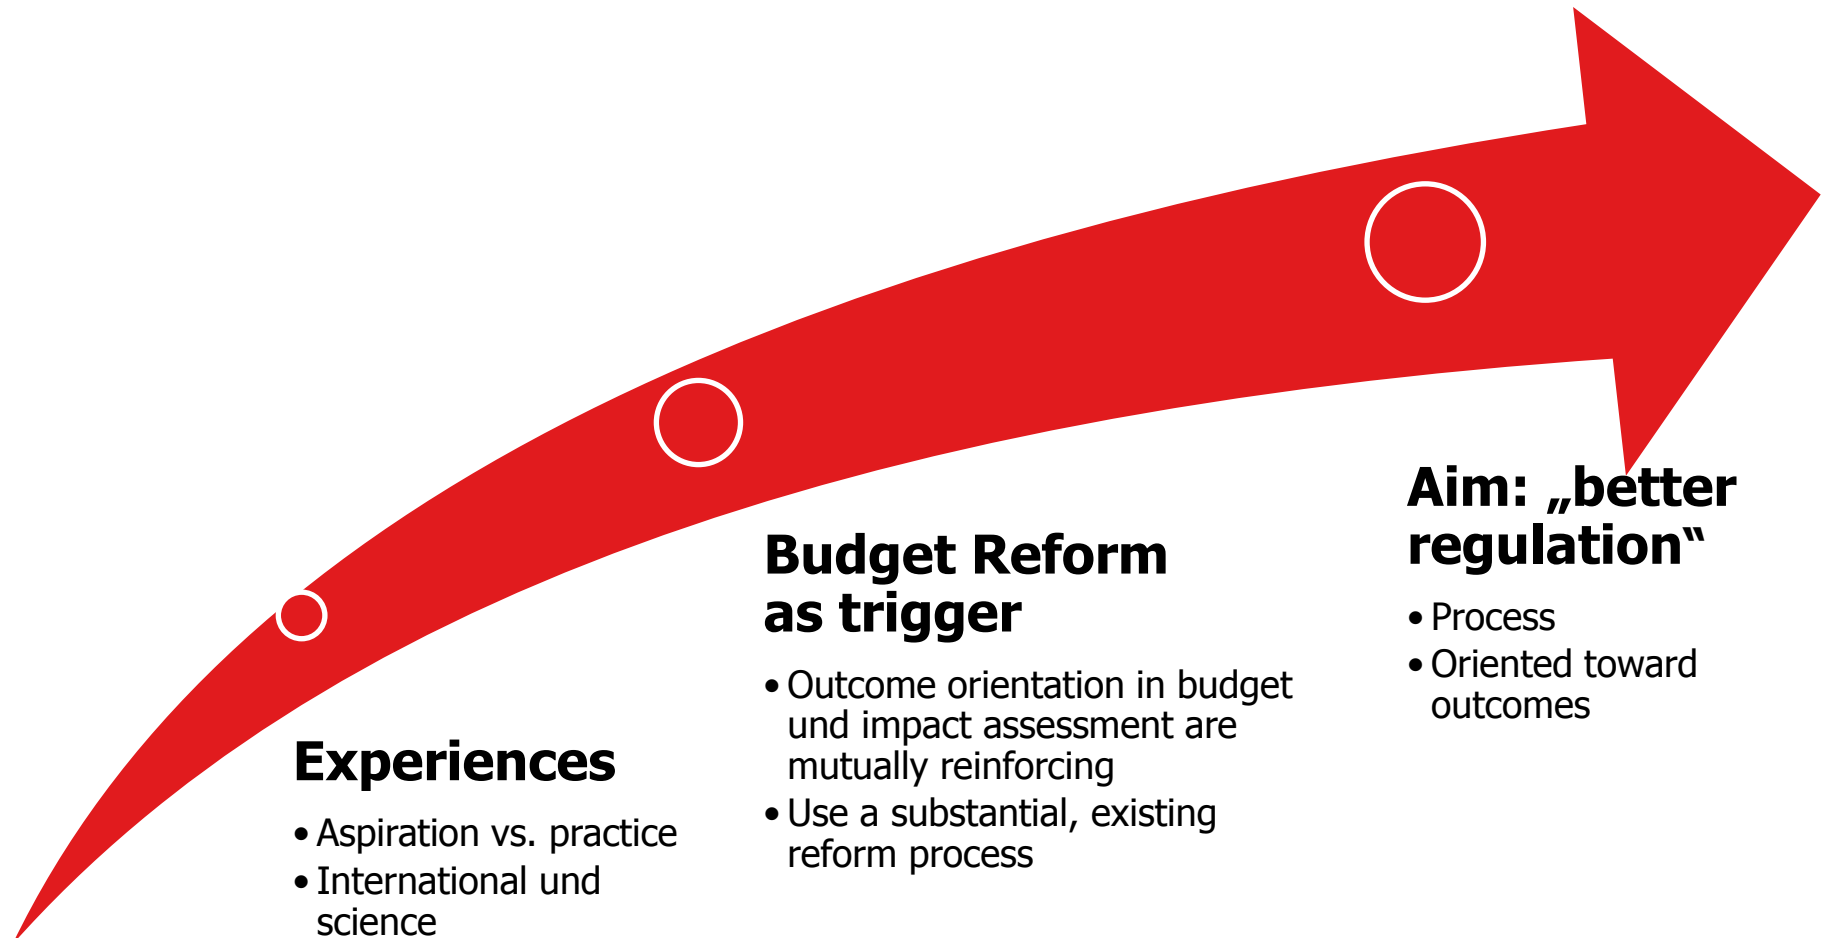 Experiences
• Aspiration vs. practice
• International und
science
Budget Reform
as trigger
• Outcome orientation in budget
und impact assessment are
mutually reinforcing
• Use a substantial, existing
reform process
Aim: „better
regulation“
• Process
• Oriented toward
outcomes